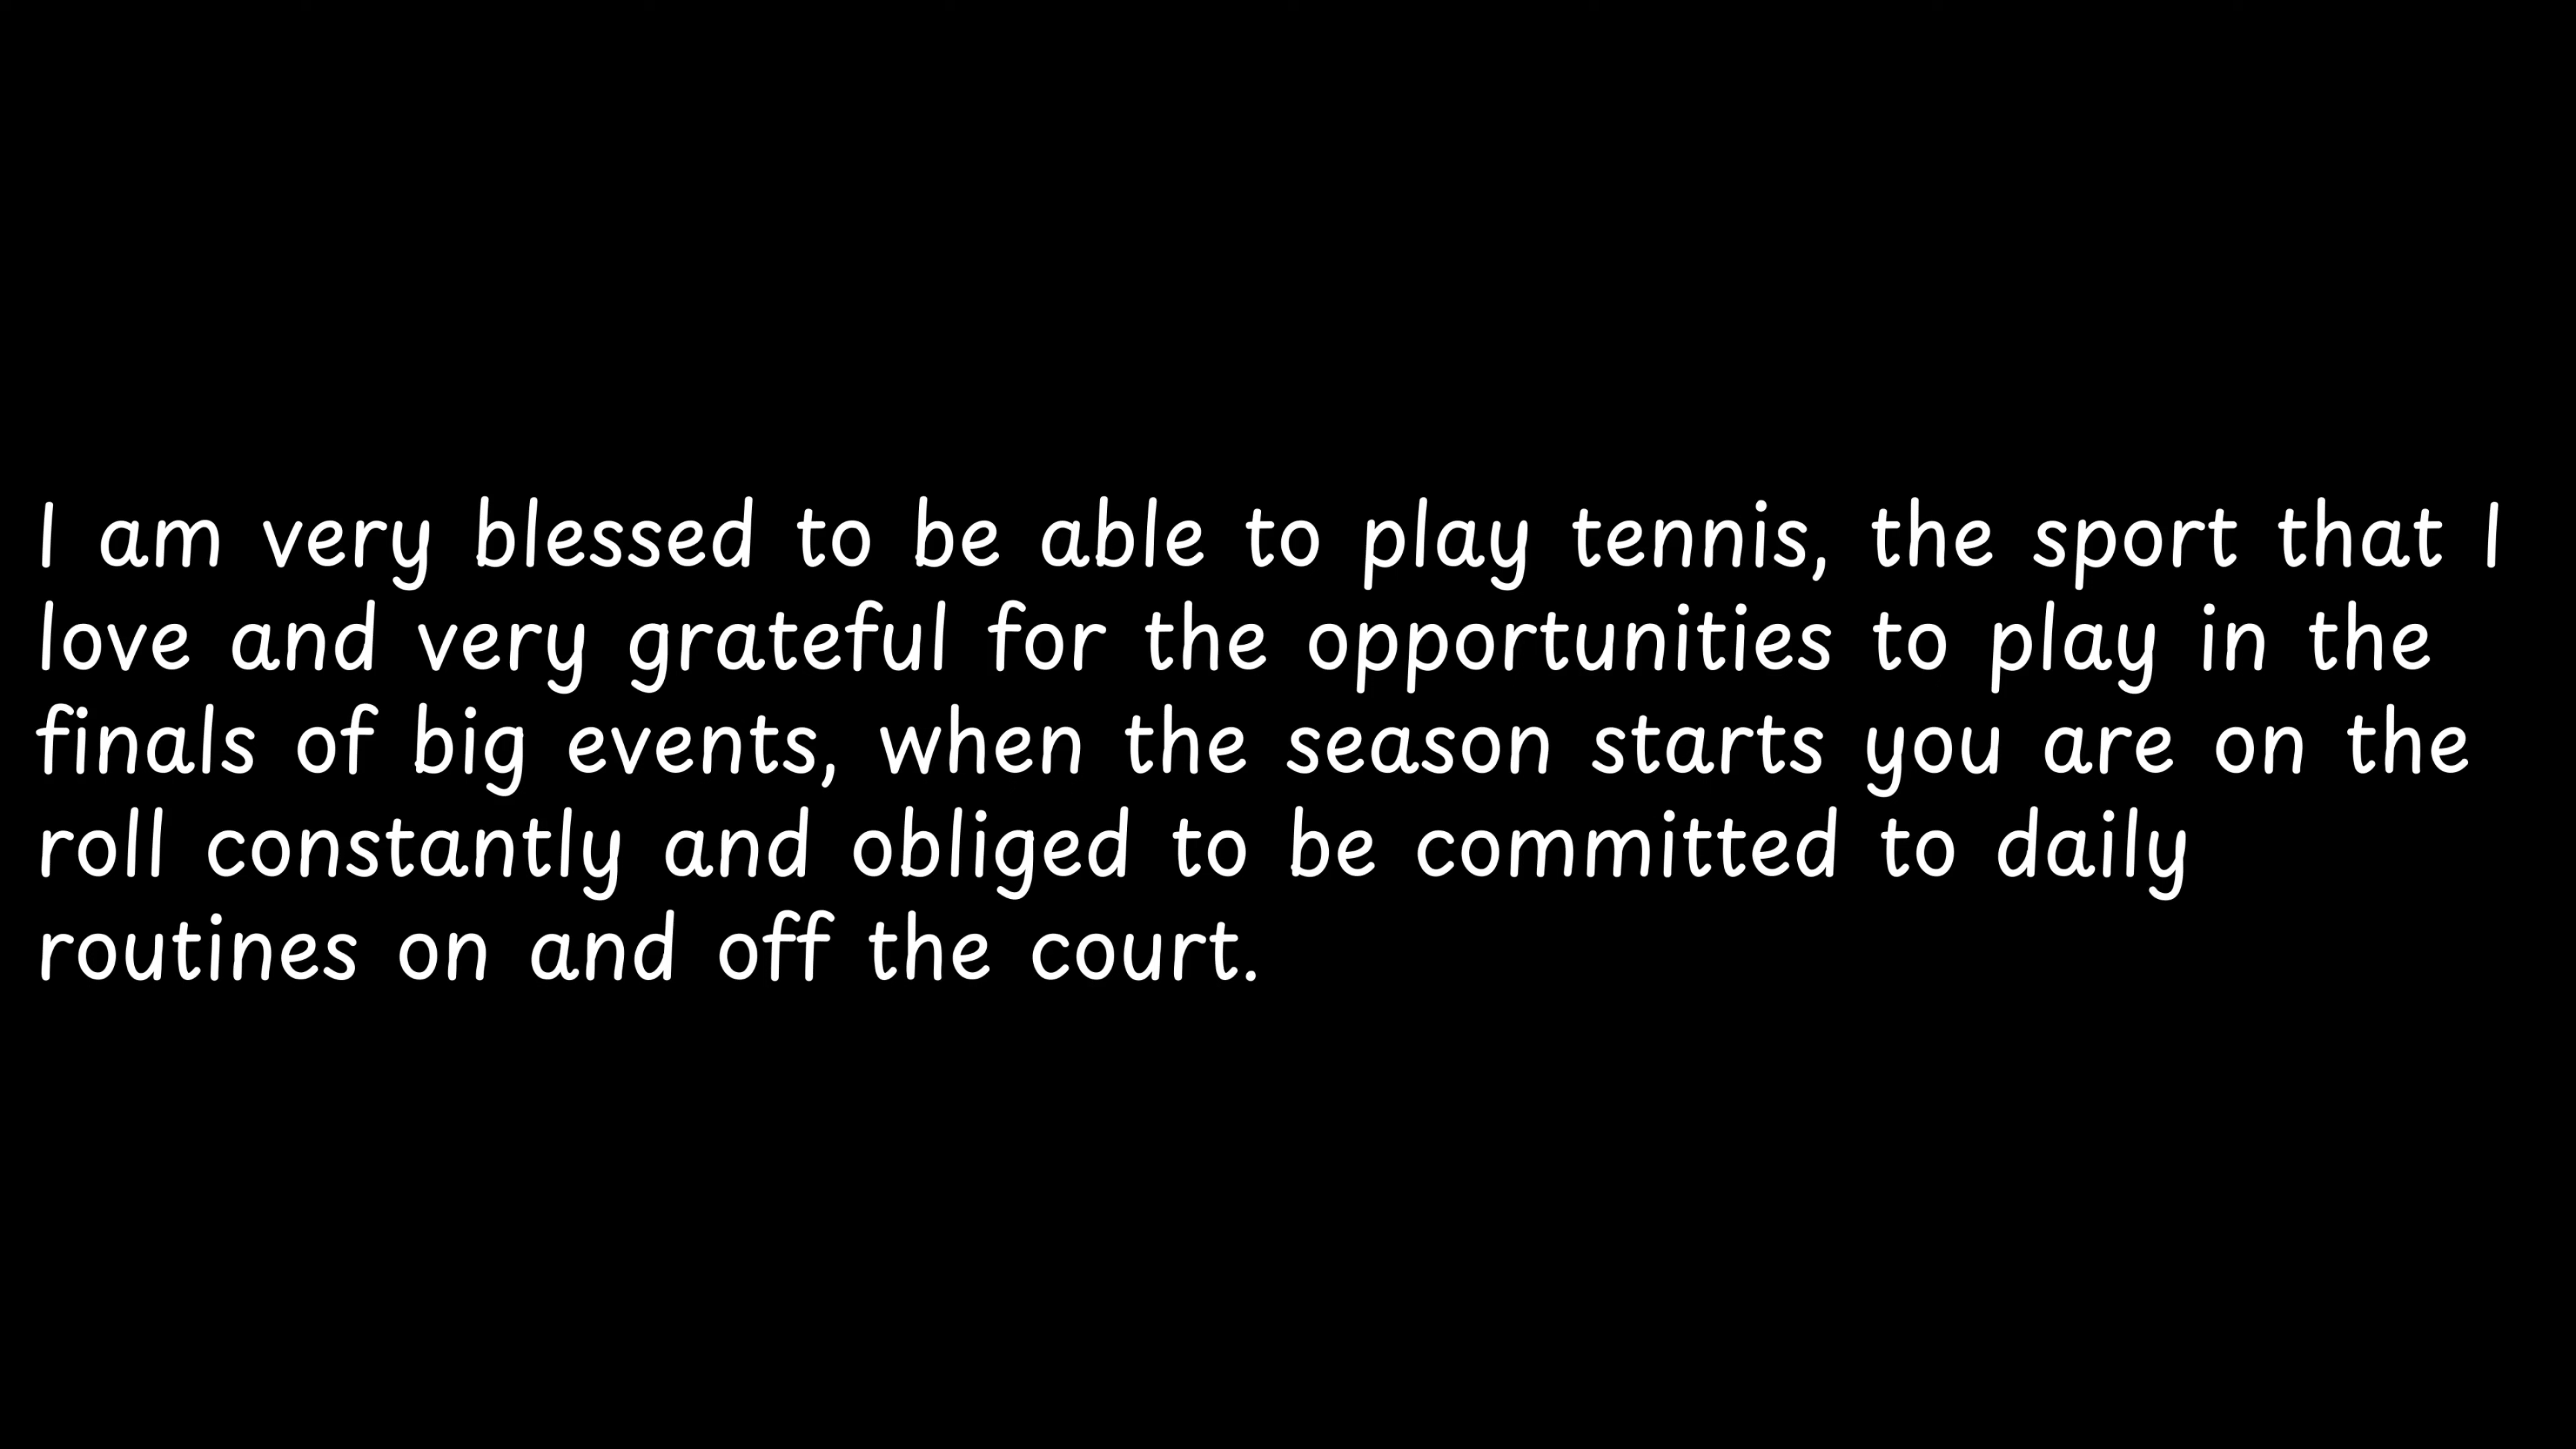 I am very blessed to be able to play tennis, the sport that I
love and very grateful for the opportunities to play in the
finals of big events, when the season starts you are on the
roll constantly and obliged to be committed to daily
routines on and off the court.